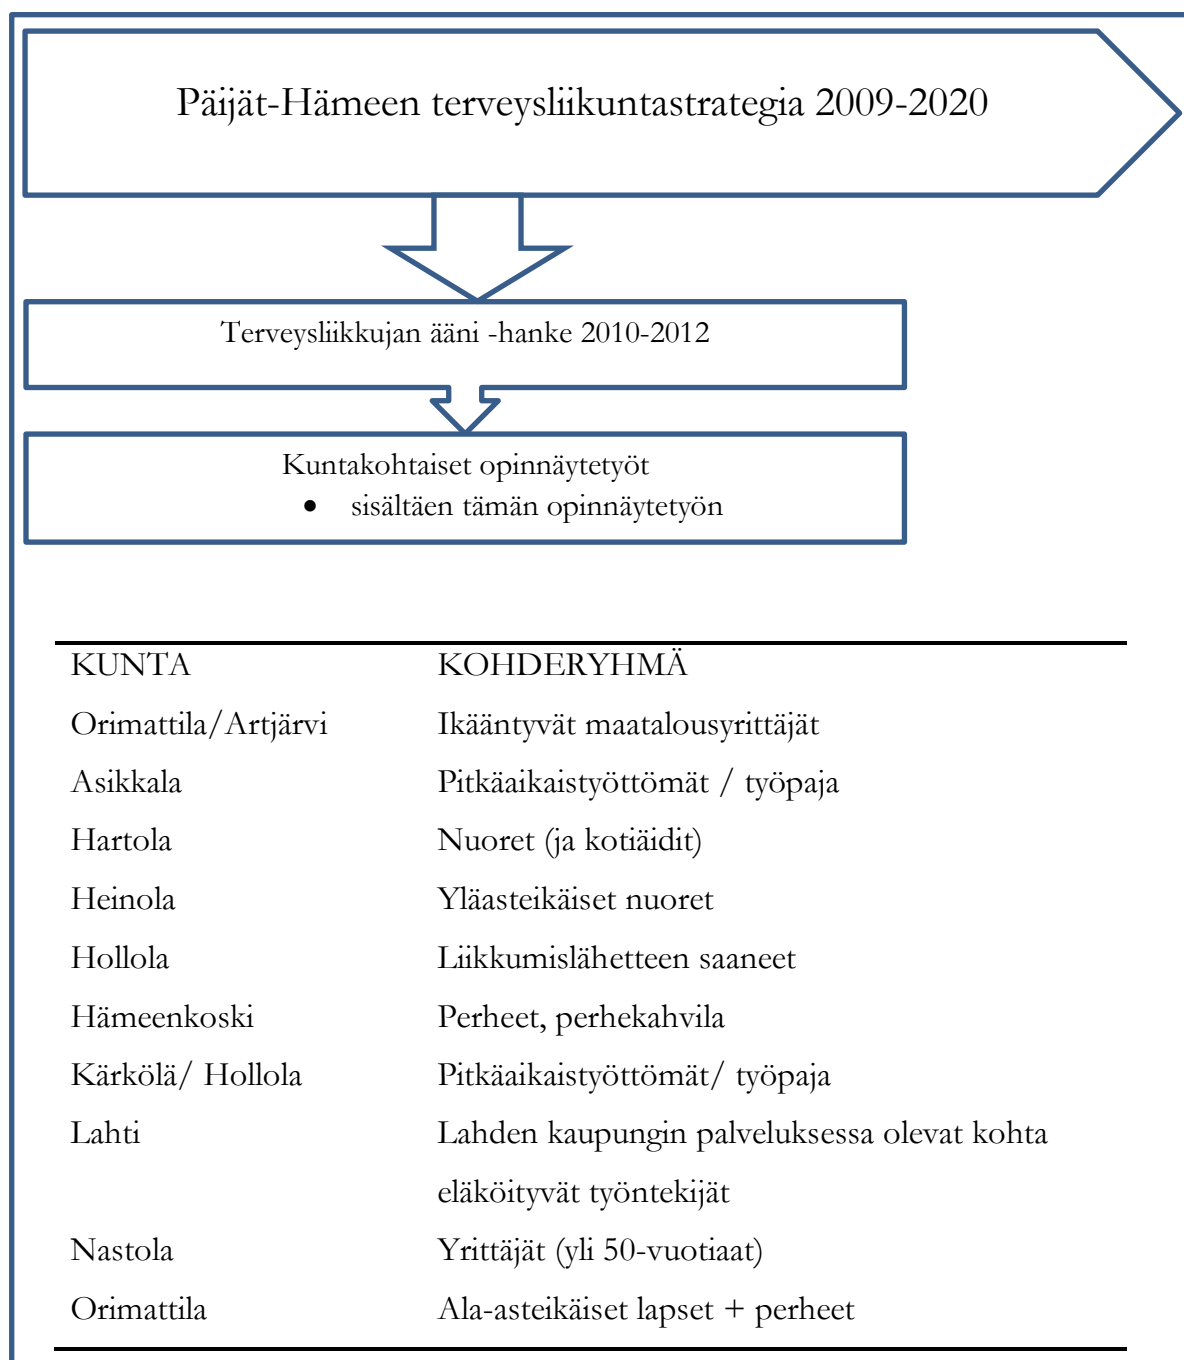 Päijät-Hämeen terveysliikuntastrategia 2009-2020
Terveysliikkujan ääni -hanke 2010-2012
Kuntakohtaiset opinnäytetyöt
• sisältäen tämän opinnäytetyön
KUNTA KOHDERYHMÄ
Orimattila/Artjärvi Ikääntyvät maatalousyrittäjät
Asikkala Pitkäaikaistyöttömät / työpaja
Hartola Nuoret (ja kotiäidit)
Heinola Yläasteikäiset nuoret
Hollola Liikkumislähetteen saaneet
Hämeenkoski Perheet, perhekahvila
Kärkölä/ Hollola Pitkäaikaistyöttömät/ työpaja
Lahti Lahden kaupungin palveluksessa olevat kohta
eläköityvät työntekijät
Nastola Yrittäjät (yli 50-vuotiaat)
Orimattila Ala-asteikäiset lapset + perheet